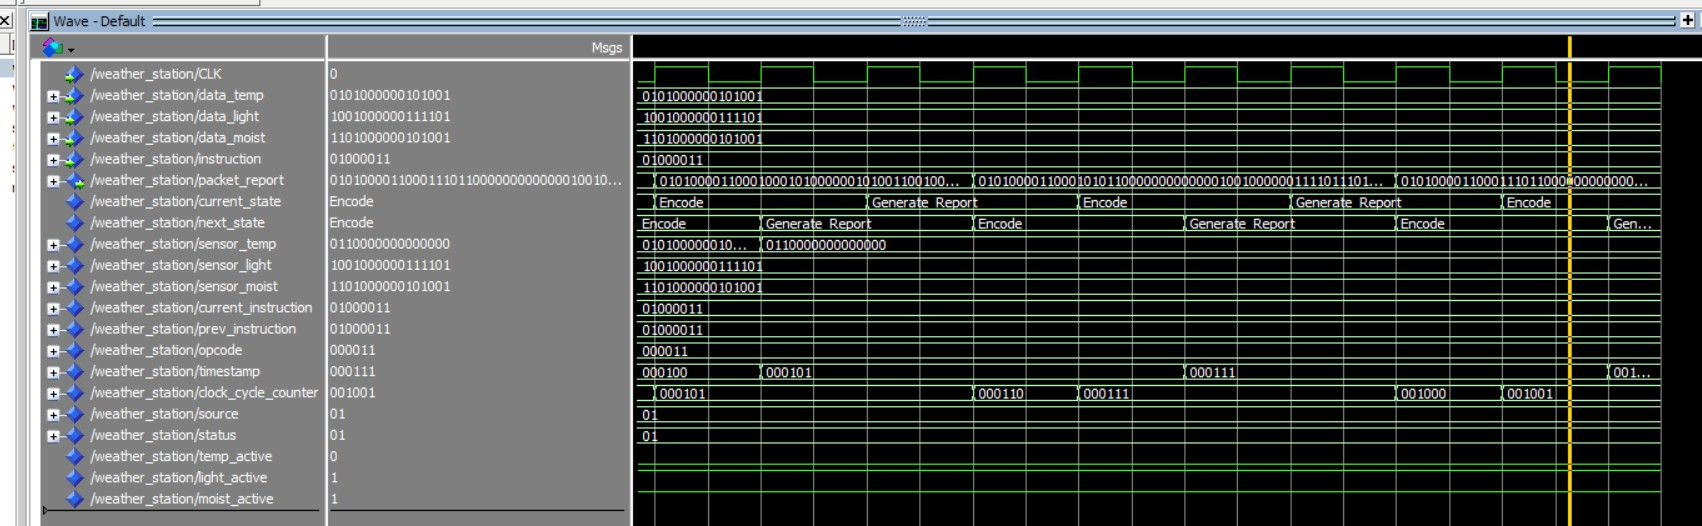 Wave - Default
Msgs
/weather_station/CLK 0
/weather_station/data_temp 0101000000101001 0101000000101001
/weather_station/data_light 1001000000111101 1001000000111101
/weather_station/data_moist 1101000000101001 1101000000101001
/weather_station/instruction 01000011 01000011
/weather_station/packet_report 0101000011000111011000000000000010010... 01010000110001000101000000101001100100... 01010000110001010110000000000000100100000011110111​01... 0101000011000111011000000000000...
/weather_station/current_state Encode Encode Generate Report Encode Generate Report Encode
/weather_station/next_state Encode Encode Generate Report Encode Generate Report Encode Gen...
/weather_station/sensor_temp 0110000000000000 010100000010... 0110000000000000
/weather_station/sensor_light 1001000000111101 1001000000111101
/weather_station/sensor_moist 1101000000101001 1101000000101001
/weather_station/current_instruction 01000011 01000011
/weather_station/prev_instruction 01000011 01000011
/weather_station/opcode 000011 000011
/weather_station/timestamp 000111 000100 000101 000111 001...
/weather_station/clock_cycle_counter 001001 000101 000110 000111 001000 001001
/weather_station/source 01 01
/weather_station/status 01 01
/weather_station/temp_active 0
/weather_station/light_active 1
/weather_station/moist_active 1